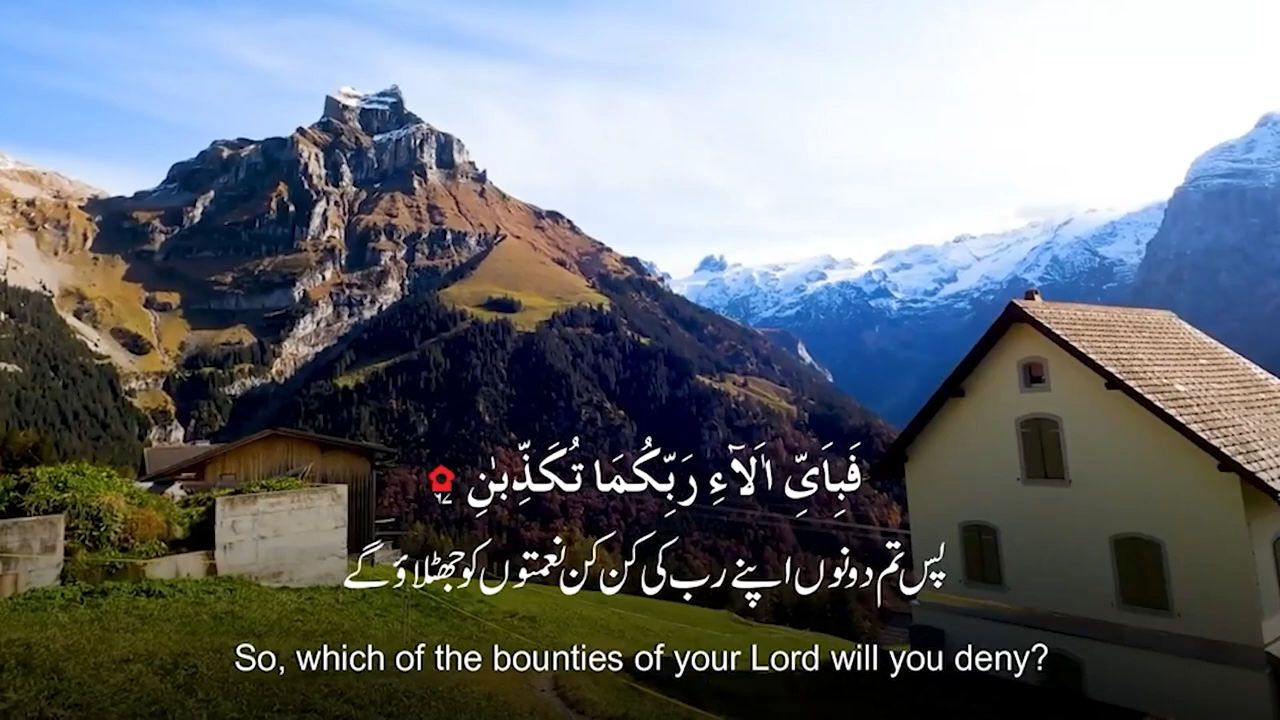 فَبِاَىِّ اٰلَآءِ رَبِّكُمَا تُكَذِّبٰنِ
پس تم دونوں اپنے رب کی کن کن نعمتوں کو جھٹلاؤ گے
So, which of the bounties of your Lord will you deny?